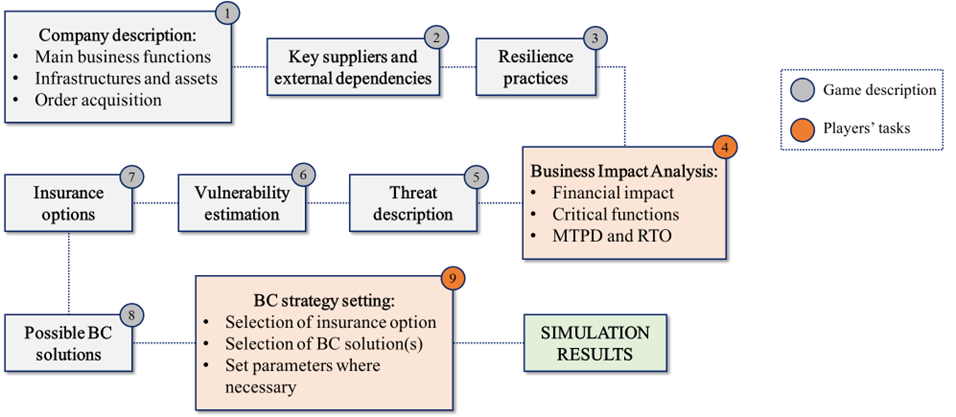 1
Company description:
• Main business functions
• Infrastructures and assets
• Order acquisition
2
Key suppliers and
external dependencies
3
Resilience
practices
Game description
Players' tasks
4
Business Impact Analysis:
• Financial impact
• Critical functions
• MTPD and RTO
5
Threat
description
6
Vulnerability
estimation
7
Insurance
options
8
Possible BC
solutions
9
BC strategy setting:
• Selection of insurance option
• Selection of BC solution(s)
• Set parameters where
necessary
SIMULATION
RESULTS